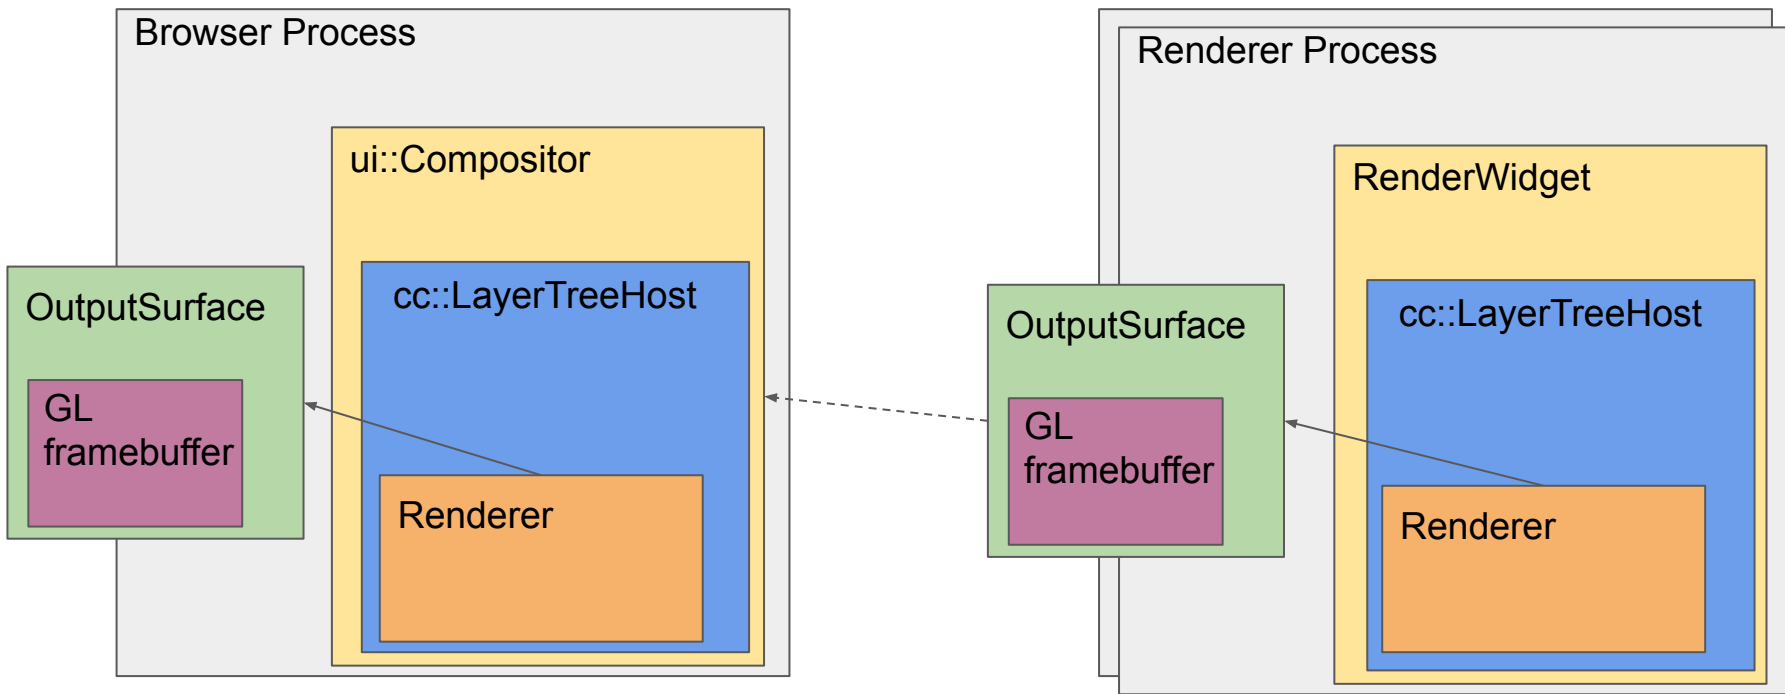 Browser Process
ui::Compositor
cc::LayerTreeHost
OutputSurface
GL
framebuffer
Renderer
Renderer Process
RenderWidget
cc::LayerTreeHost
OutputSurface
GL
framebuffer
Renderer